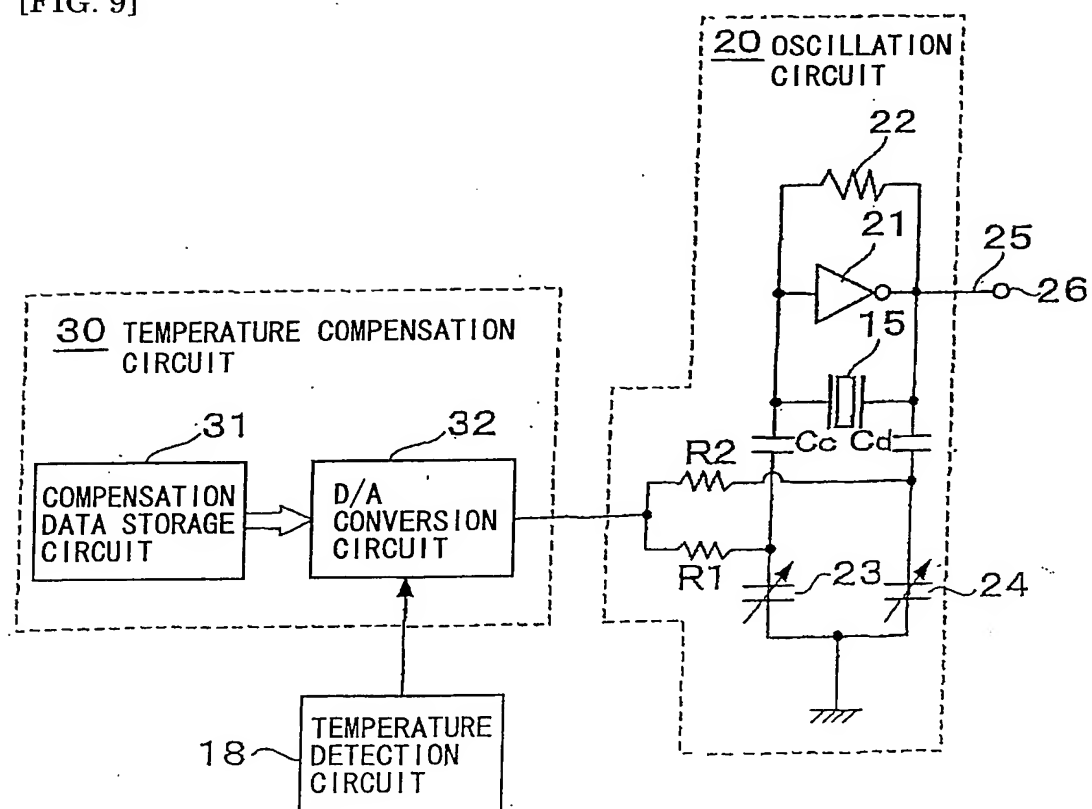 [FIG. 9]
20 OSCILLATION
CIRCUIT
22
21
25
26
15
Cc
Cd
30 TEMPERATURE COMPENSATION
CIRCUIT
31
32
COMPENSATION
DATA STORAGE
CIRCUIT
D/A
CONVERSION
CIRCUIT
R2
R1
23
24
18
TEMPERATURE
DETECTION
CIRCUIT